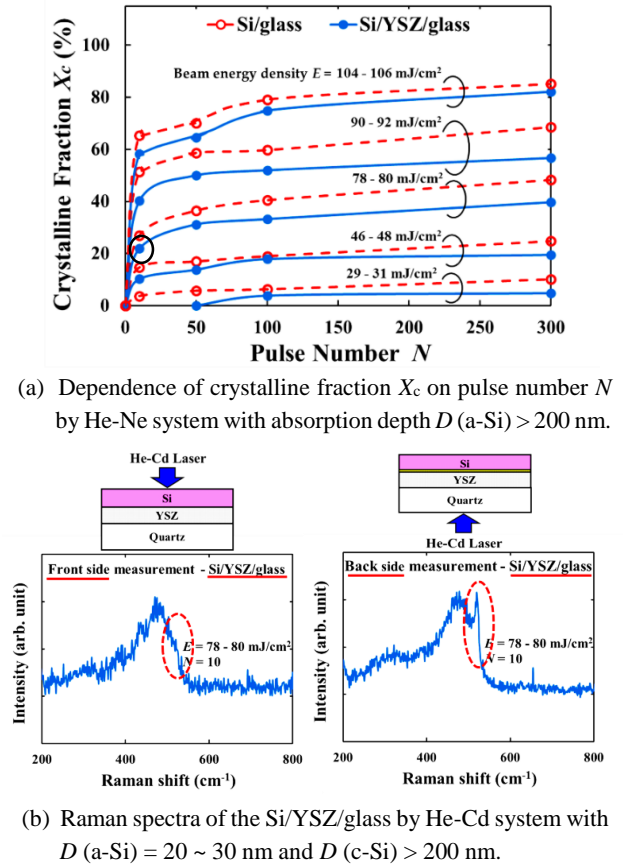 Si/glass Si/YSZ/glass
Crystalline Fraction Xc (%)
100
80
60
40
20
0
Beam energy density E = 104 - 106 mJ/cm²
90 - 92 mJ/cm²
78 - 80 mJ/cm²
46 - 48 mJ/cm²
29 - 31 mJ/cm²
0 50 100 150 200 250 300
Pulse Number N
(a) Dependence of crystalline fraction Xc on pulse number N
by He-Ne system with absorption depth D (a-Si) > 200 nm.
He-Cd Laser
Si
YSZ
Quartz
Front side measurement - Si/YSZ/glass
Intensity (arb. unit)
E = 78 - 80 mJ/cm²
N = 10
200 400 600 800
Raman shift (cm-1)
Si
YSZ
Quartz
He-Cd Laser
Back side measurement - Si/YSZ/glass
Intensity (arb. unit)
E = 78 - 80 mJ/cm²
N = 10
200 400 600 800
Raman shift (cm-1)
(b) Raman spectra of the Si/YSZ/glass by He-Cd system with
D (a-Si) = 20 ~ 30 nm and D (c-Si) > 200 nm.